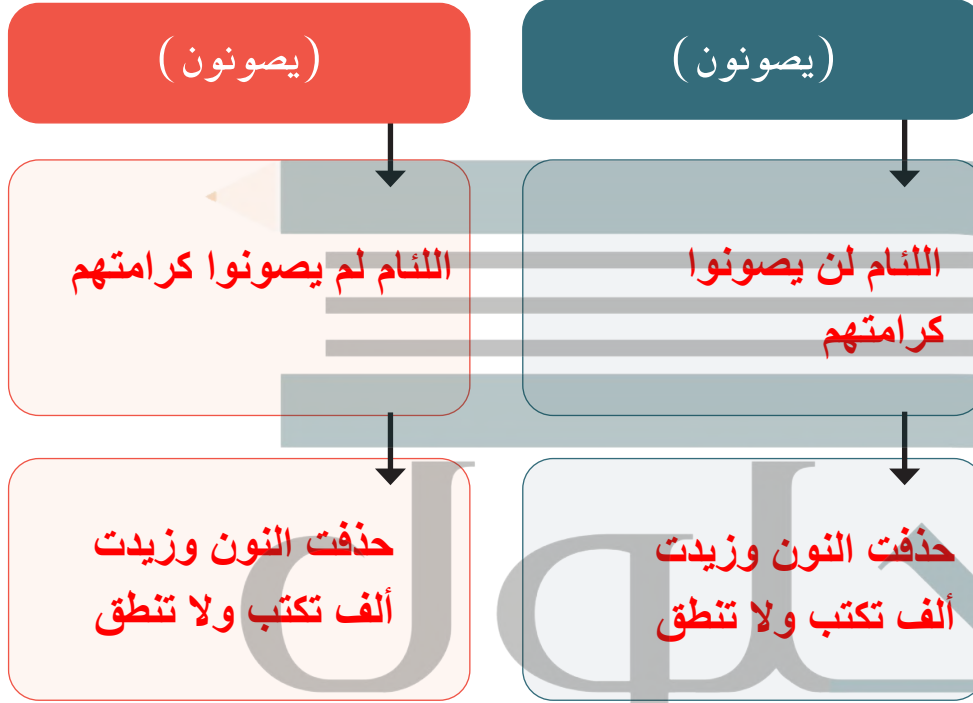 (يصونون)
اللئام لن يصونوا
كرامتهم
حذفت النون وزيدت
ألف تكتب ولا تنطق
(يصونون)
اللئام لم يصونوا كرامتهم
حذفت النون وزيدت
ألف تكتب ولا تنطق